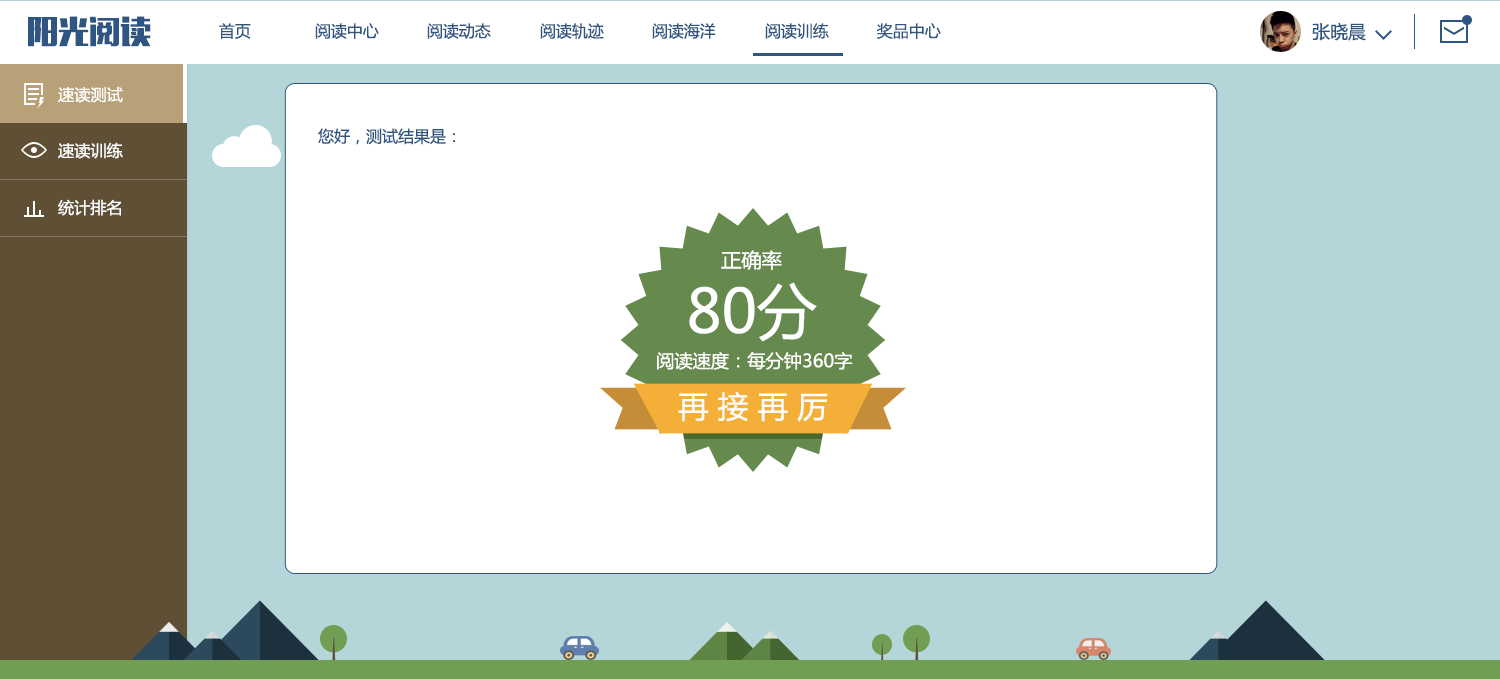 阳光阅读
首页 阅读中心 阅读动态 阅读轨迹 阅读海洋 阅读训练 奖品中心
张晓晨
速读测试
速读训练
统计排名
您好，测试结果是：
正确率
80分
阅读速度：每分钟360字
再接再厉